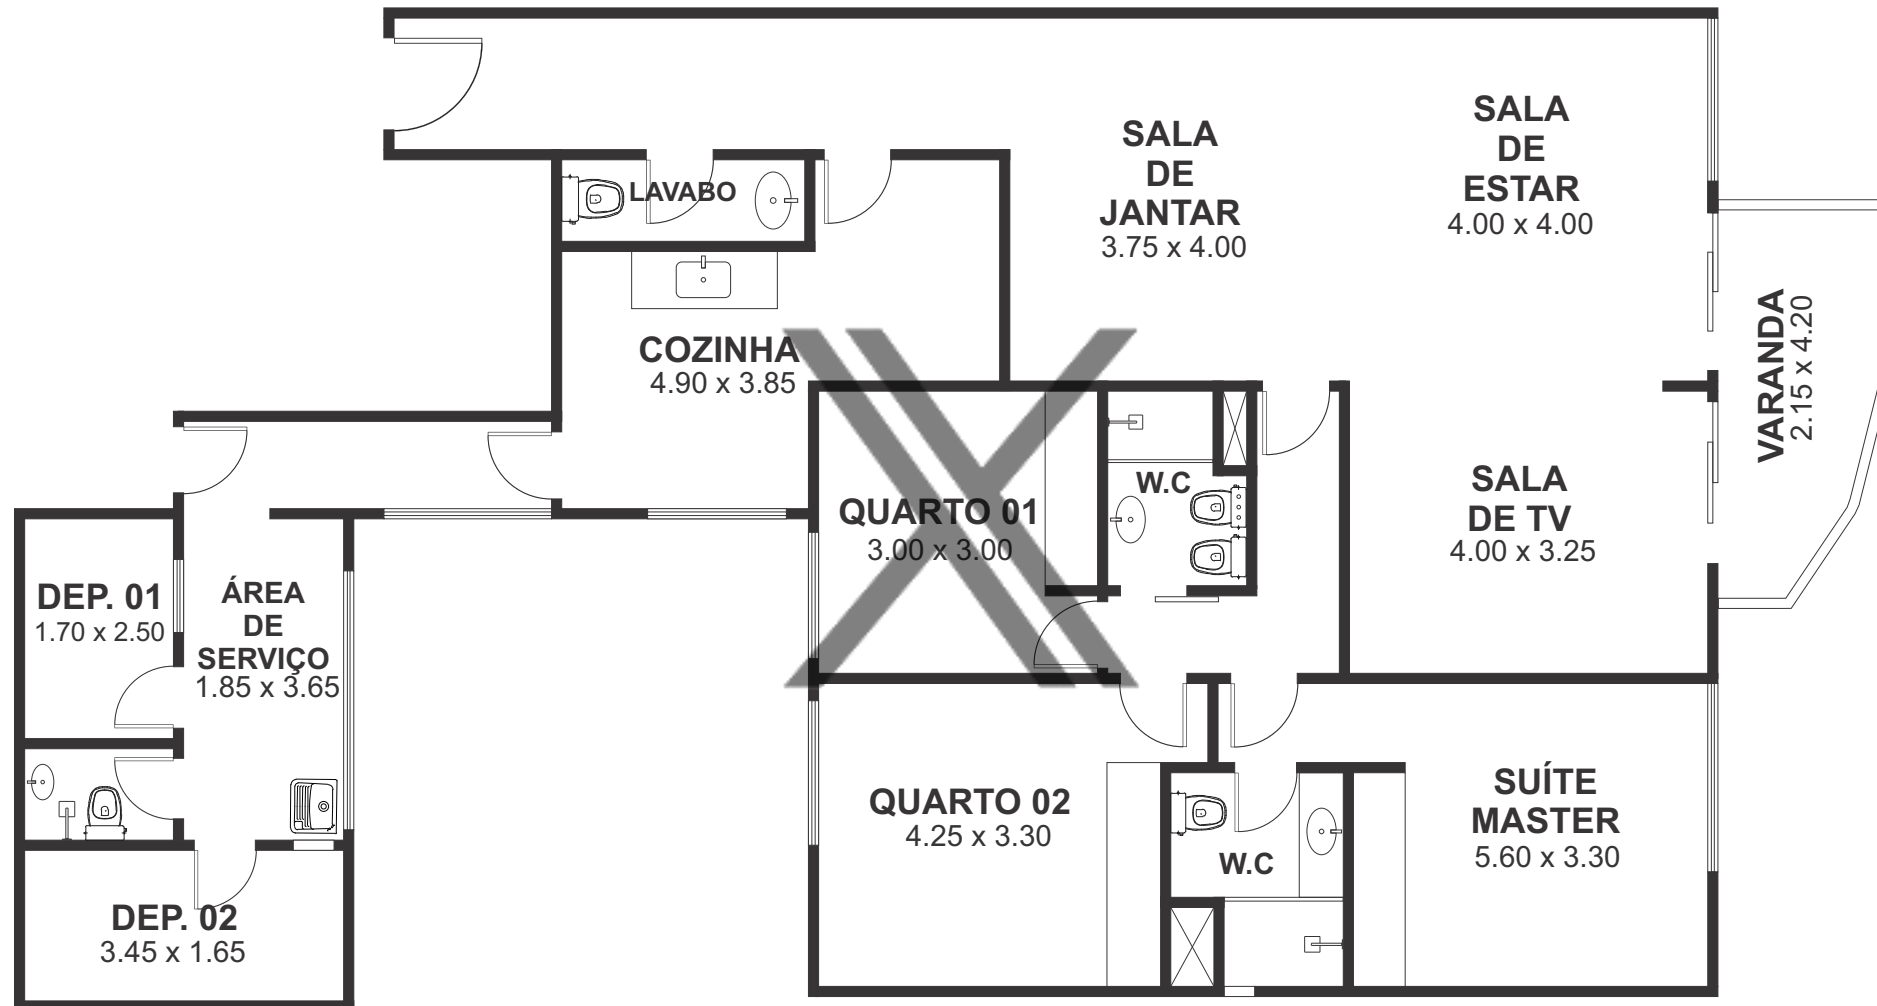 SALA
DE
JANTAR
3.75 x 4.00
SALA
DE
ESTAR
4.00 x 4.00
LAVABO
COZINHA
4.90 x 3.85
VARANDA
2.15 x 4.20
QUARTO 01
3.00 x 3.00
W.C
SALA
DE TV
4.00 x 3.25
DEP. 01
1.70 x 2.50
ÁREA
DE
SERVIÇO
1.85 x 3.65
QUARTO 02
4.25 x 3.30
W.C
SUÍTE
MASTER
5.60 x 3.30
DEP. 02
3.45 x 1.65